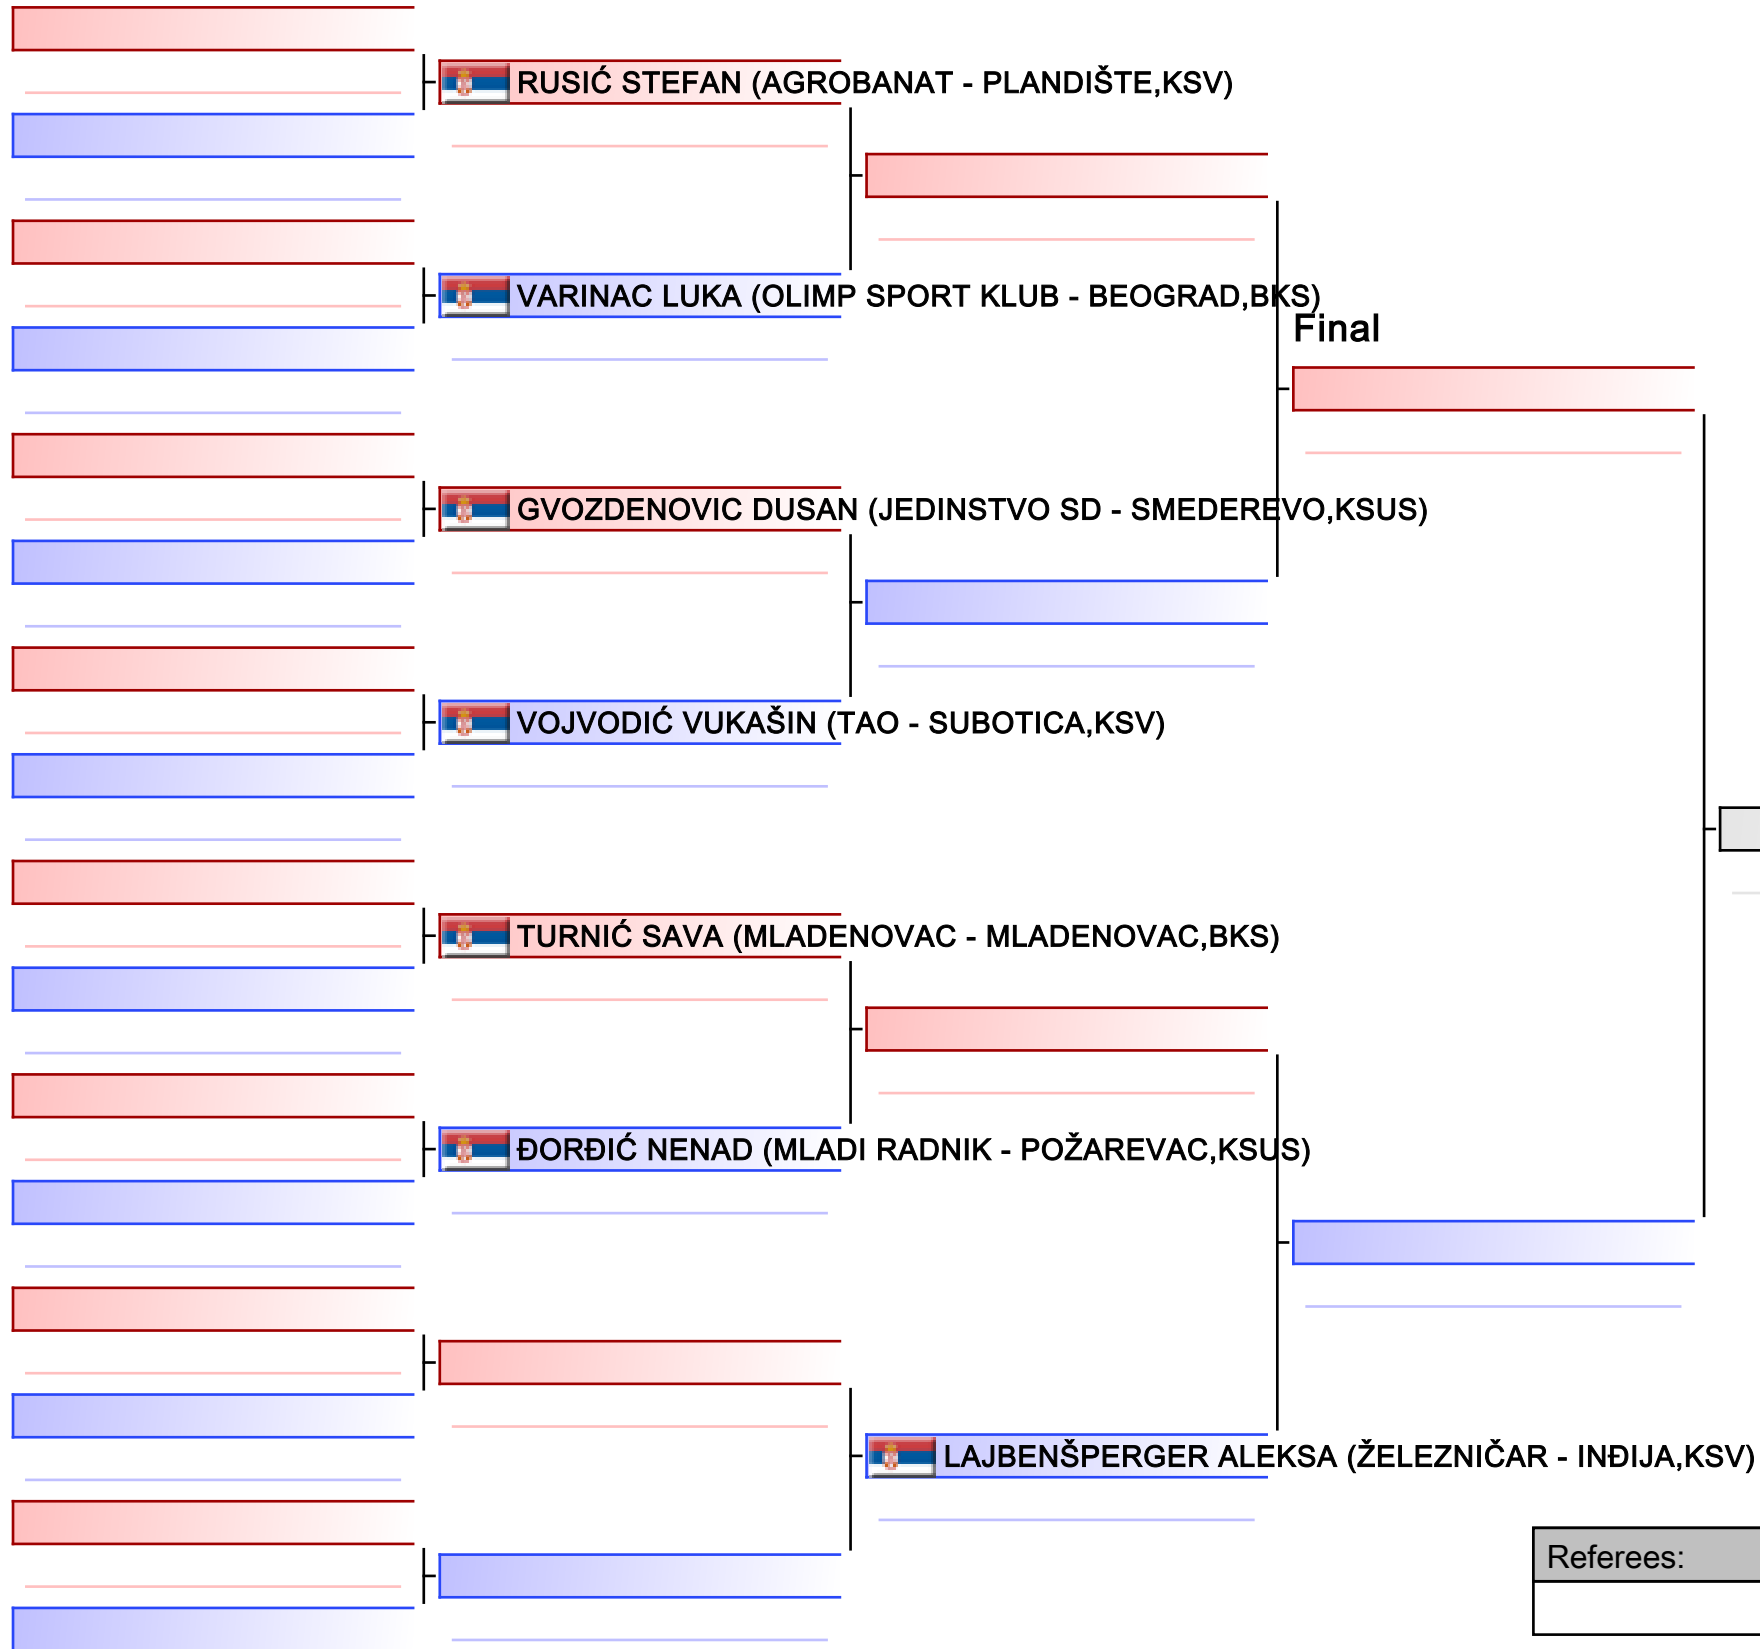 RUSIĆ STEFAN (AGROBANAT - PLANDIŠTE,KSV)
VARINAC LUKA (OLIMP SPORT KLUB - BEOGRAD,BKS)
Final
GVOZDENOVIC DUSAN (JEDINSTVO SD - SMEDEREVO,KSUS)
VOJVODIĆ VUKAŠIN (TAO - SUBOTICA,KSV)
TURNIĆ SAVA (MLADENOVAC - MLADENOVAC,BKS)
ĐORĐIĆ NENAD (MLADI RADNIK - POŽAREVAC,KSUS)
LAJBENŠPERGER ALEKSA (ŽELEZNIČAR - INĐIJA,KSV)
Referees: